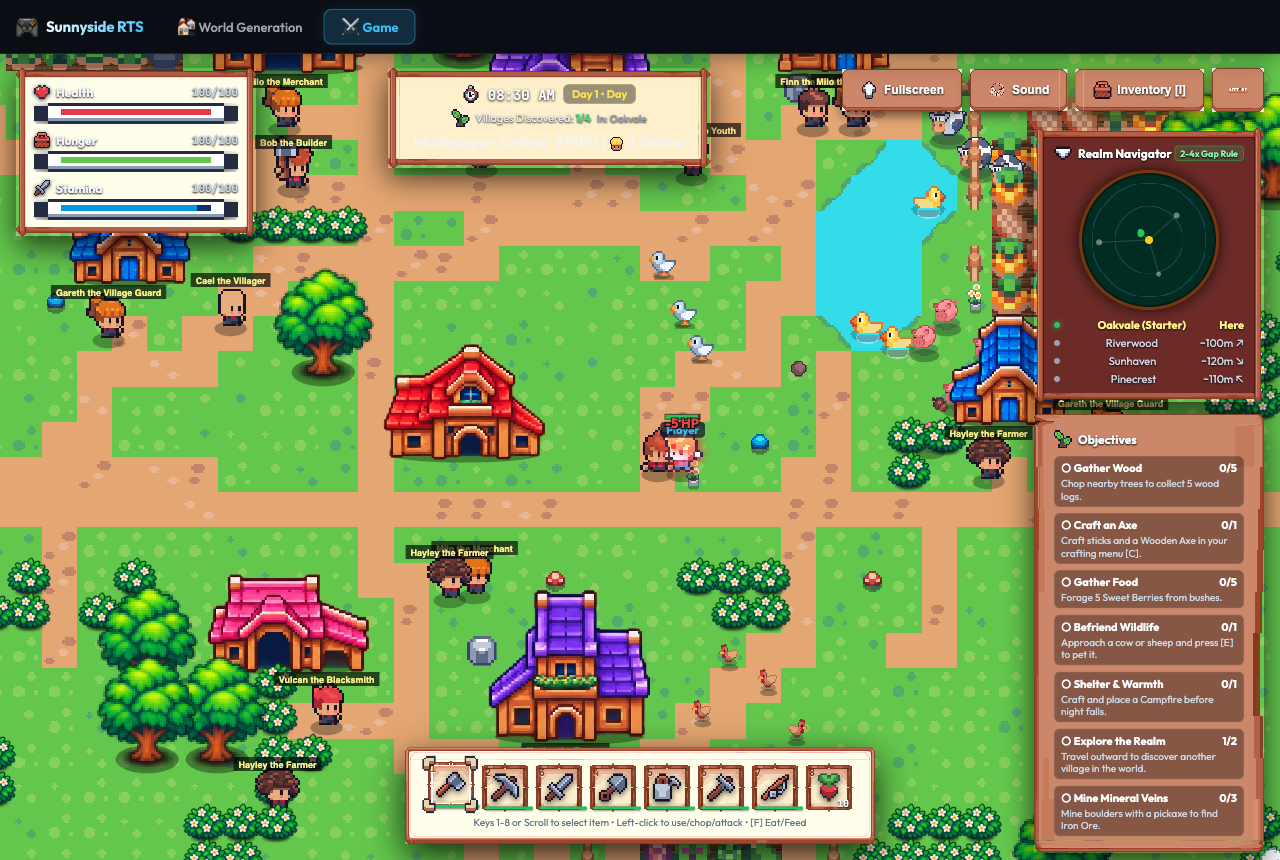 Sunnyside RTS
World Generation
Game
Health 100/100
Hunger 100/100
Stamina 100/100
08:30 AM Day 1 • Day
Villages Discovered: 1/4 In: Oakvale
Fullscreen
Sound
Inventory [I]
Realm Navigator 2-4x Gap Rule
Oakvale (Starter) Here
Riverwood ~100m ↗
Sunhaven ~120m ↘
Pinecrest ~110m ↖
Objectives
Gather Wood 0/5
Chop nearby trees to collect 5 wood
logs.
Craft an Axe 0/1
Craft sticks and a Wooden Axe in your
crafting menu [C].
Gather Food 0/5
Forage 5 Sweet Berries from bushes.
Befriend Wildlife 0/1
Approach a cow or sheep and press [E]
to pet it.
Shelter & Warmth 0/1
Craft and place a Campfire before
night falls.
Explore the Realm 1/2
Travel outward to discover another
village in the world.
Mine Mineral Veins 0/3
Mine boulders with a pickaxe to find
Iron Ore.
ilo the Merchant
Finn the Milo t
Bob the Builder
e Youth
Cael the Villager
Gareth the Village Guard
Gareth the Village Guard
-5 HP
Player
Hayley the Farmer
Hayley the Farmer
Vulcan the Blacksmith
Hayley the Farmer
10
Keys 1-8 or Scroll to select item • Left-click to use/chop/attack • [F] Eat/Feed